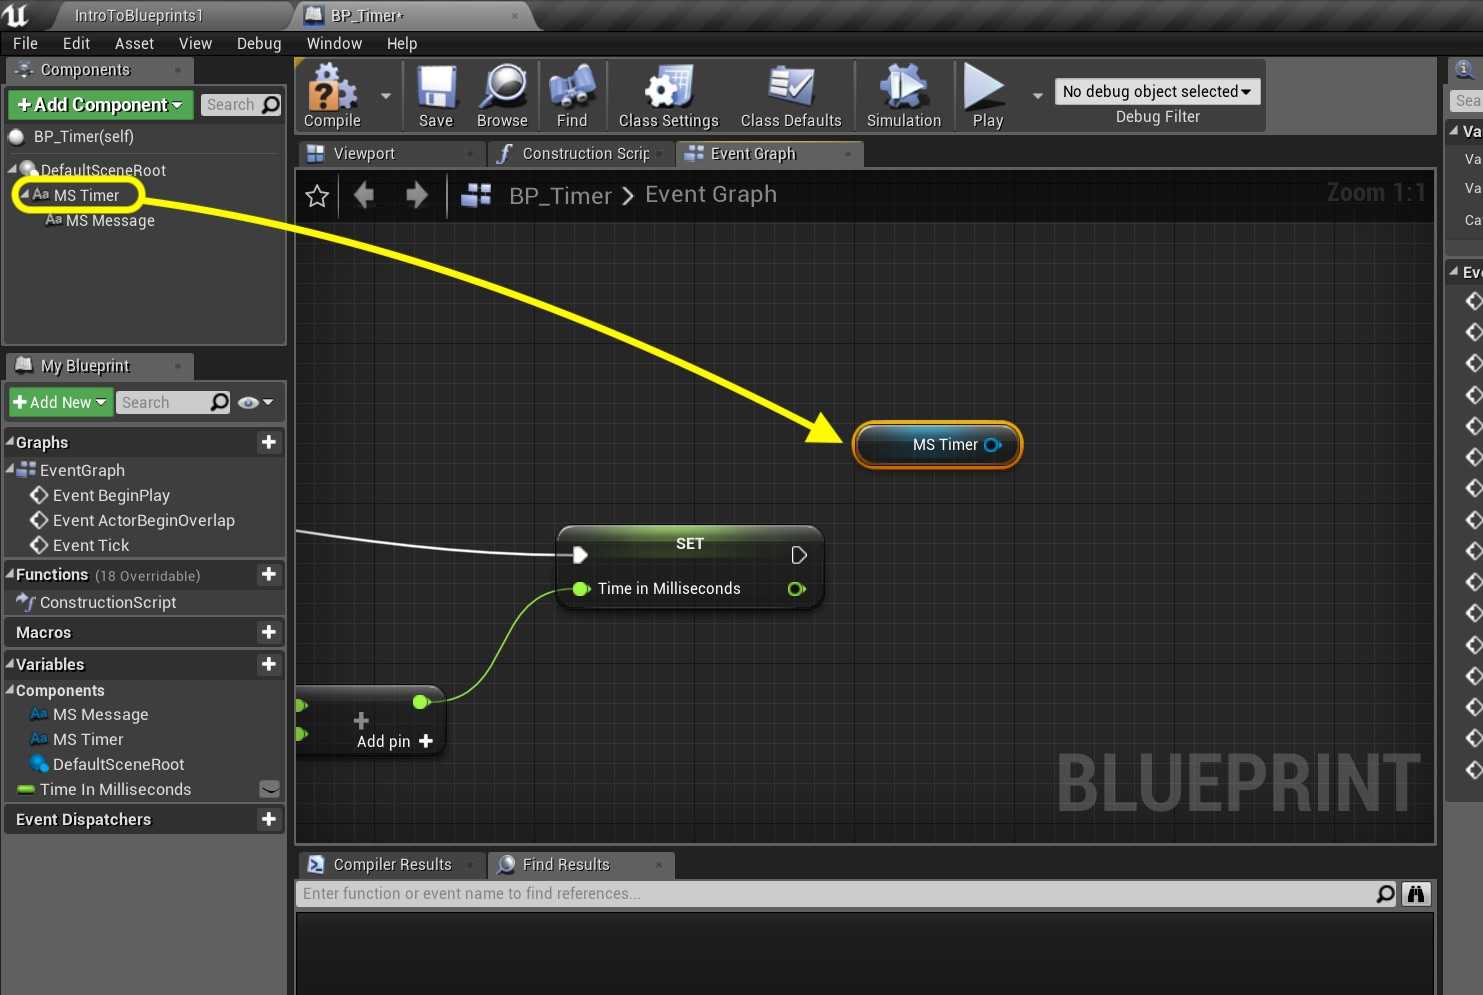 IntroToBlueprints1
BP_Timer*
File Edit Asset View Debug Window Help
Components
+Add Component
Search
BP_Timer(self)
DefaultSceneRoot
MS Timer
MS Message
Compile
Save
Browse
Find
Class Settings
Class Defaults
Simulation
Play
No debug object selected
Debug Filter
Viewport
Construction Scrip
Event Graph
BP_Timer > Event Graph
Zoom 1:1
MS Timer
SET
Time in Milliseconds
Add pin +
BLUEPRINT
My Blueprint
+Add New
Search
Graphs
EventGraph
Event BeginPlay
Event ActorBeginOverlap
Event Tick
Functions (18 Overridable)
ConstructionScript
Macros
Variables
Components
Aa MS Message
Aa MS Timer
DefaultSceneRoot
Time In Milliseconds
Event Dispatchers
Compiler Results
Find Results
Enter function or event name to find references...
Sea
Va
Va
Va
Ca
Ev